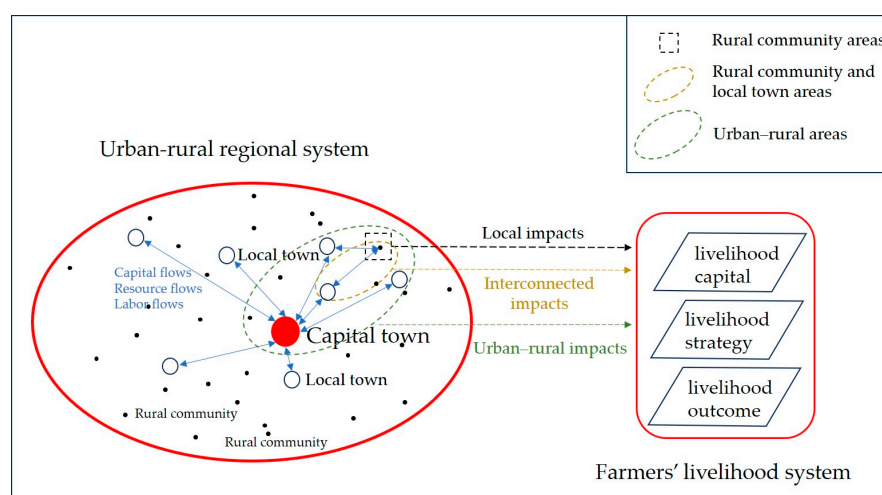 Rural community areas
Rural community and
local town areas
Urban–rural areas
Urban-rural regional system
Local impacts
Local town
Capital flows
Resource flows
Labor flows
Interconnected
impacts
Capital town
Urban–rural impacts
Local town
Rural community
Rural community
livelihood
capital
livelihood
strategy
livelihood
outcome
Farmers’ livelihood system